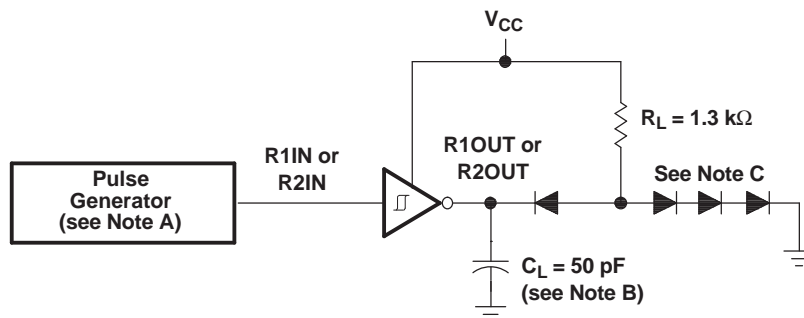 VCC
RL = 1.3 kΩ
R1IN or
R2IN
R1OUT or
R2OUT
See Note C
Pulse
Generator
(see Note A)
CL = 50 pF
(see Note B)